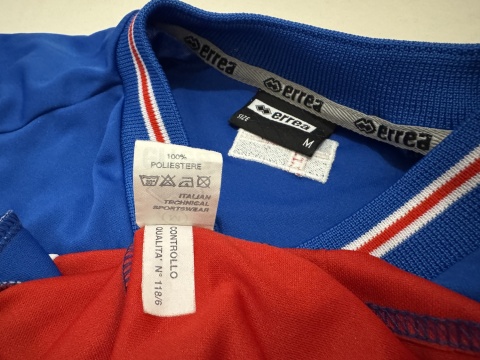 errea
errea
errea
errea
SIZE
M
100%
POLIESTERE
ITALIAN
TECHNICAL
SPORTSWEAR
CONTROLLO
QUALITA' N° 118/6